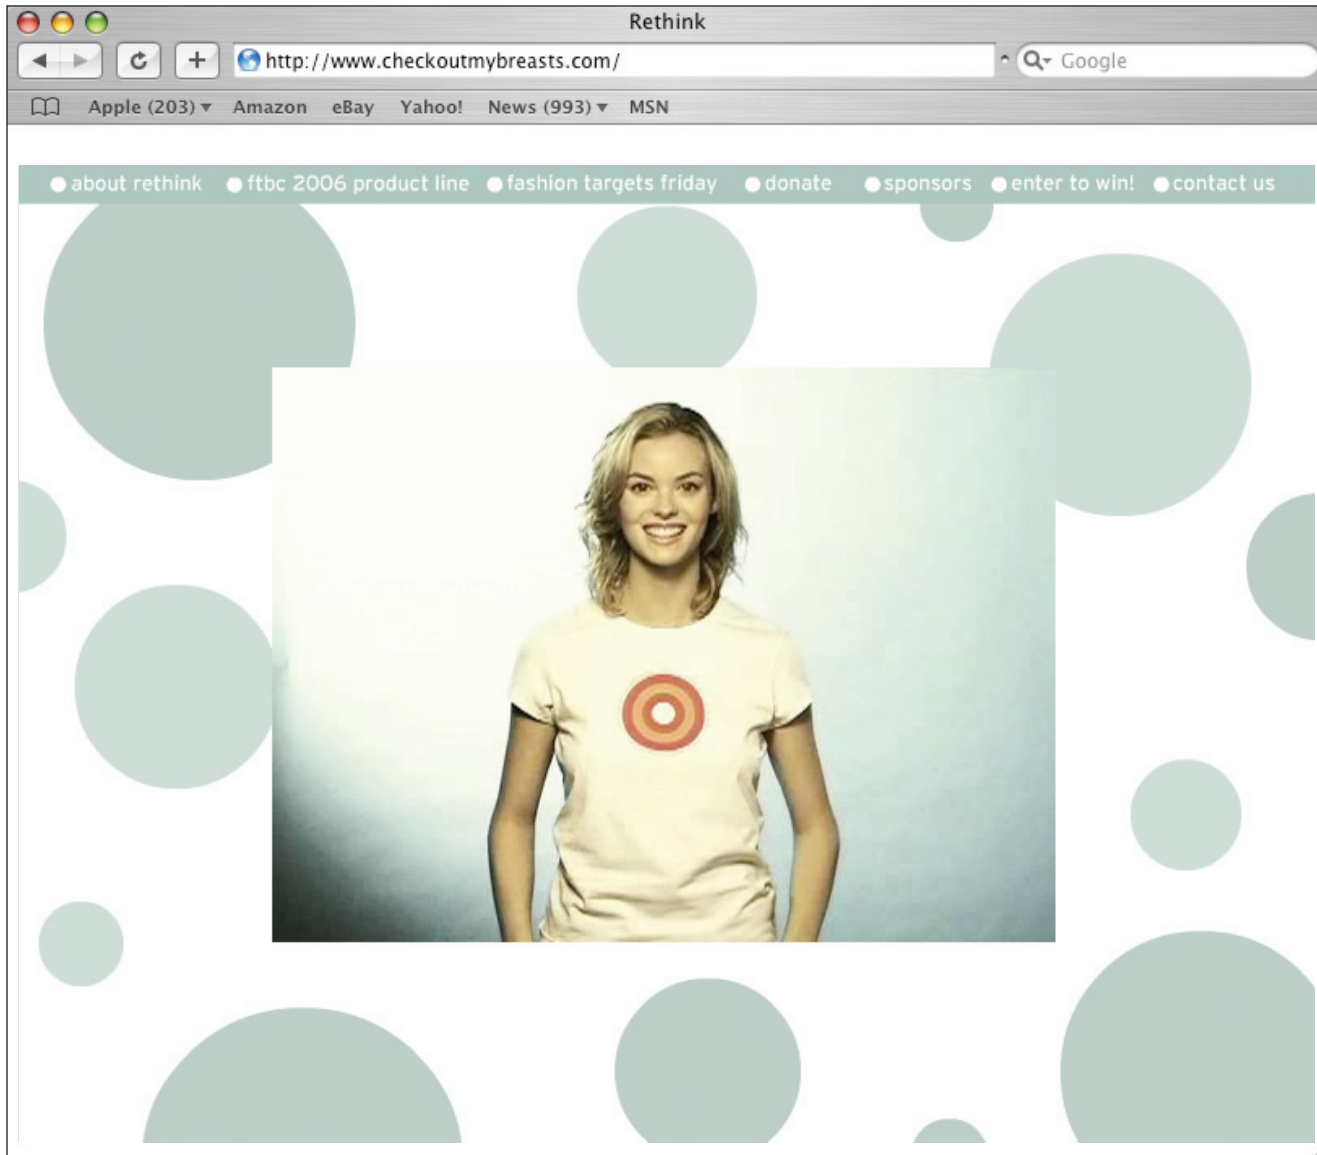 Rethink
http://www.checkoutmybreasts.com/ Google
Apple (203) Amazon eBay Yahoo! News (993) MSN
about rethink ftbc 2006 product line fashion targets friday donate sponsors enter to win! contact us